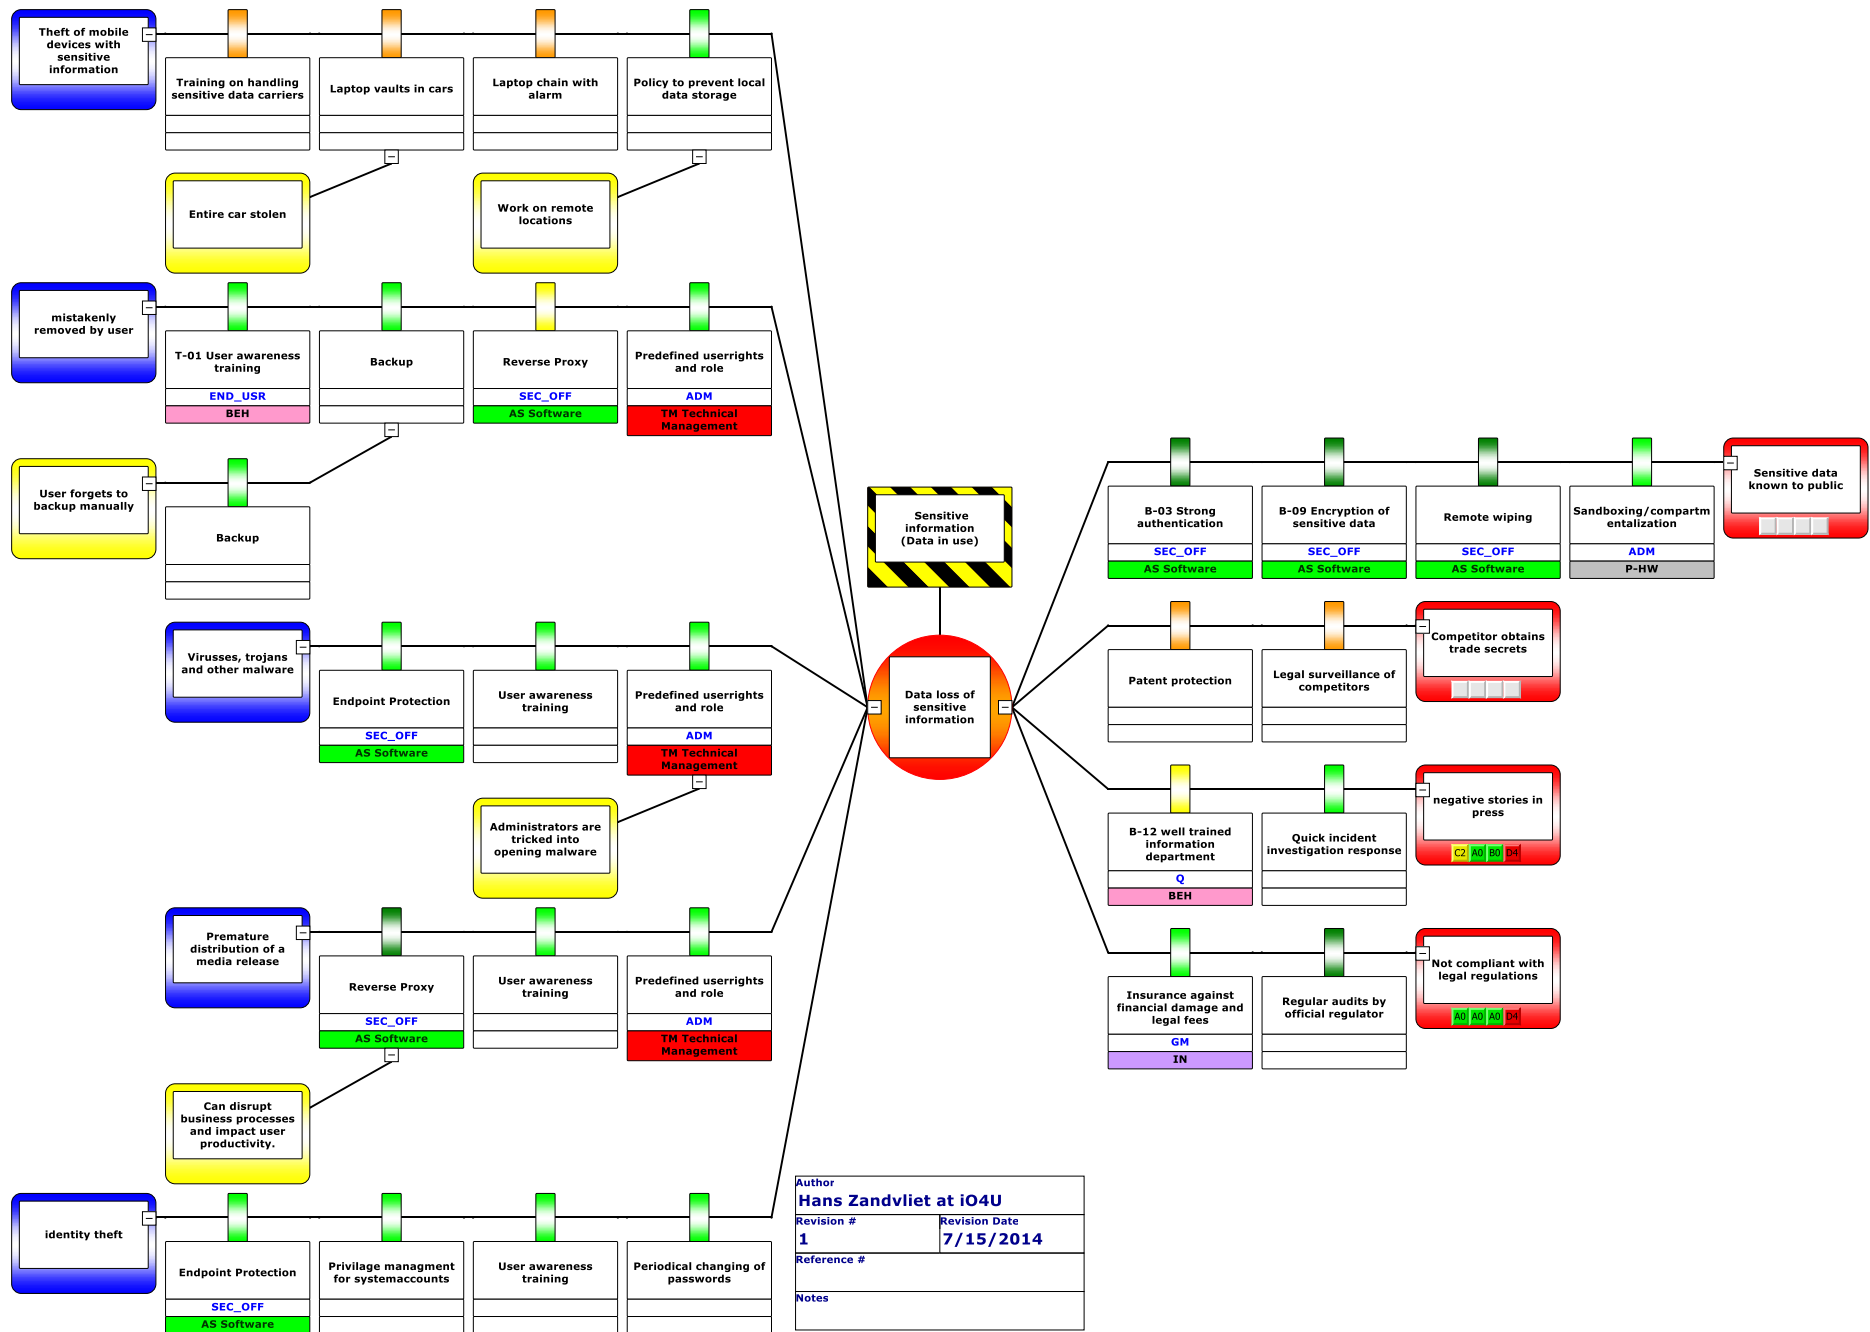 Theft of mobile
devices with
sensitive
information
Training on handling
sensitive data carriers
Laptop vaults in cars
Laptop chain with
alarm
Policy to prevent local
data storage
Entire car stolen
Work on remote
locations
mistakenly
removed by user
T-01 User awareness
training
END_USR
BEH
Backup
Reverse Proxy
SEC_OFF
AS Software
Predefined userrights
and role
ADM
TM Technical
Management
User forgets to
backup manually
Backup
Virusses, trojans
and other malware
Endpoint Protection
SEC_OFF
AS Software
User awareness
training
Predefined userrights
and role
ADM
TM Technical
Management
Administrators are
tricked into
opening malware
Premature
distribution of a
media release
Reverse Proxy
SEC_OFF
AS Software
User awareness
training
Predefined userrights
and role
ADM
TM Technical
Management
Can disrupt
business processes
and impact user
productivity.
identity theft
Endpoint Protection
SEC_OFF
AS Software
Privilage managment
for systemaccounts
User awareness
training
Periodical changing of
passwords
Sensitive
information
(Data in use)
Data loss of
sensitive
information
B-03 Strong
authentication
SEC_OFF
AS Software
B-09 Encryption of
sensitive data
SEC_OFF
AS Software
Remote wiping
SEC_OFF
AS Software
Sandboxing/compartm
entalization
ADM
P-HW
Sensitive data
known to public
Patent protection
Legal surveillance of
competitors
Competitor obtains
trade secrets
B-12 well trained
information
department
Q
BEH
Quick incident
investigation response
negative stories in
press
C2 A0 B0 D4
Insurance against
financial damage and
legal fees
GM
IN
Regular audits by
official regulator
Not compliant with
legal regulations
A0 A0 A0 D4
Author
Hans Zandvliet at iO4U
Revision #
1
Revision Date
7/15/2014
Reference #
Notes